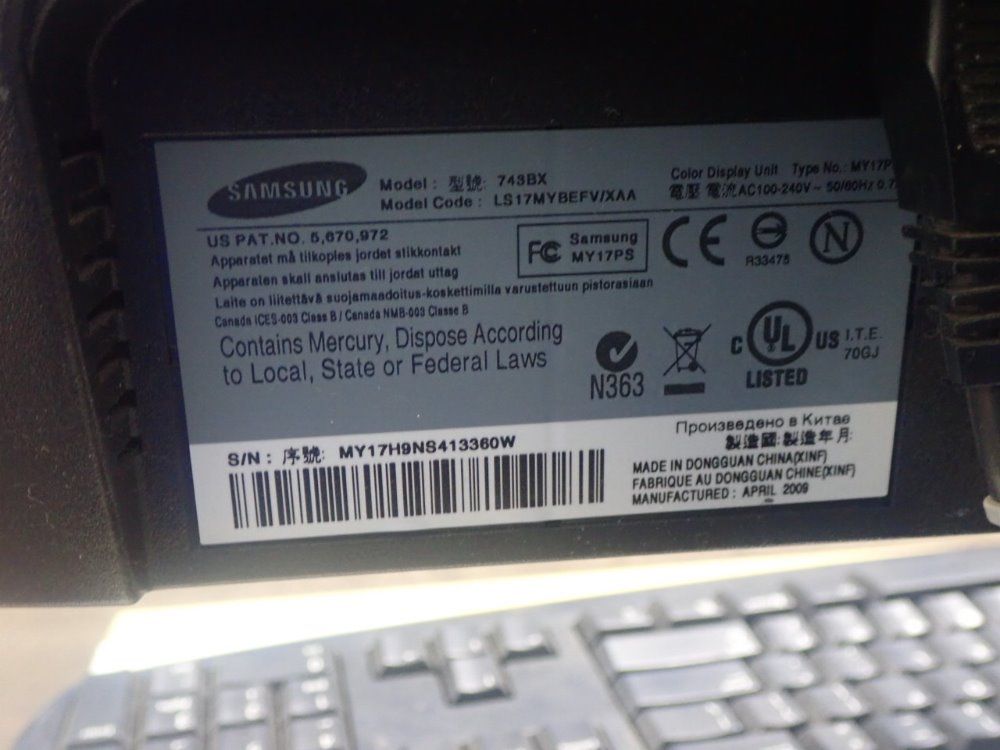 SAMSUNG
Model : 型號: 743BX
Model Code : LS17MYBEFV/XAA
Color Display Unit Type No.: MY17P
電壓 電流 AC100-240V~ 50/60Hz 0.7
US PAT.NO. 5,670,972
Apparatet må tilkoples jordet stikkontakt
Apparaten skall anslutas till jordat uttag
Laite on liitettävä suojamaadoitus-koskettimilla varustettuun pistorasiaan
Canada ICES-003 Class B / Canada NMB-003 Classe B
FC Samsung
MY17PS
CE
R33475
N
Contains Mercury, Dispose According
to Local, State or Federal Laws
N363
C UL US
LISTED
I.T.E.
70GJ
S/N : 序號: MY17H9NS413360W
Произведено в Китае
製造國: 製造年月:
MADE IN DONGGUAN CHINA(XINF)
FABRIQUE AU DONGGUAN CHINE(XINF)
MANUFACTURED : APRIL 2009